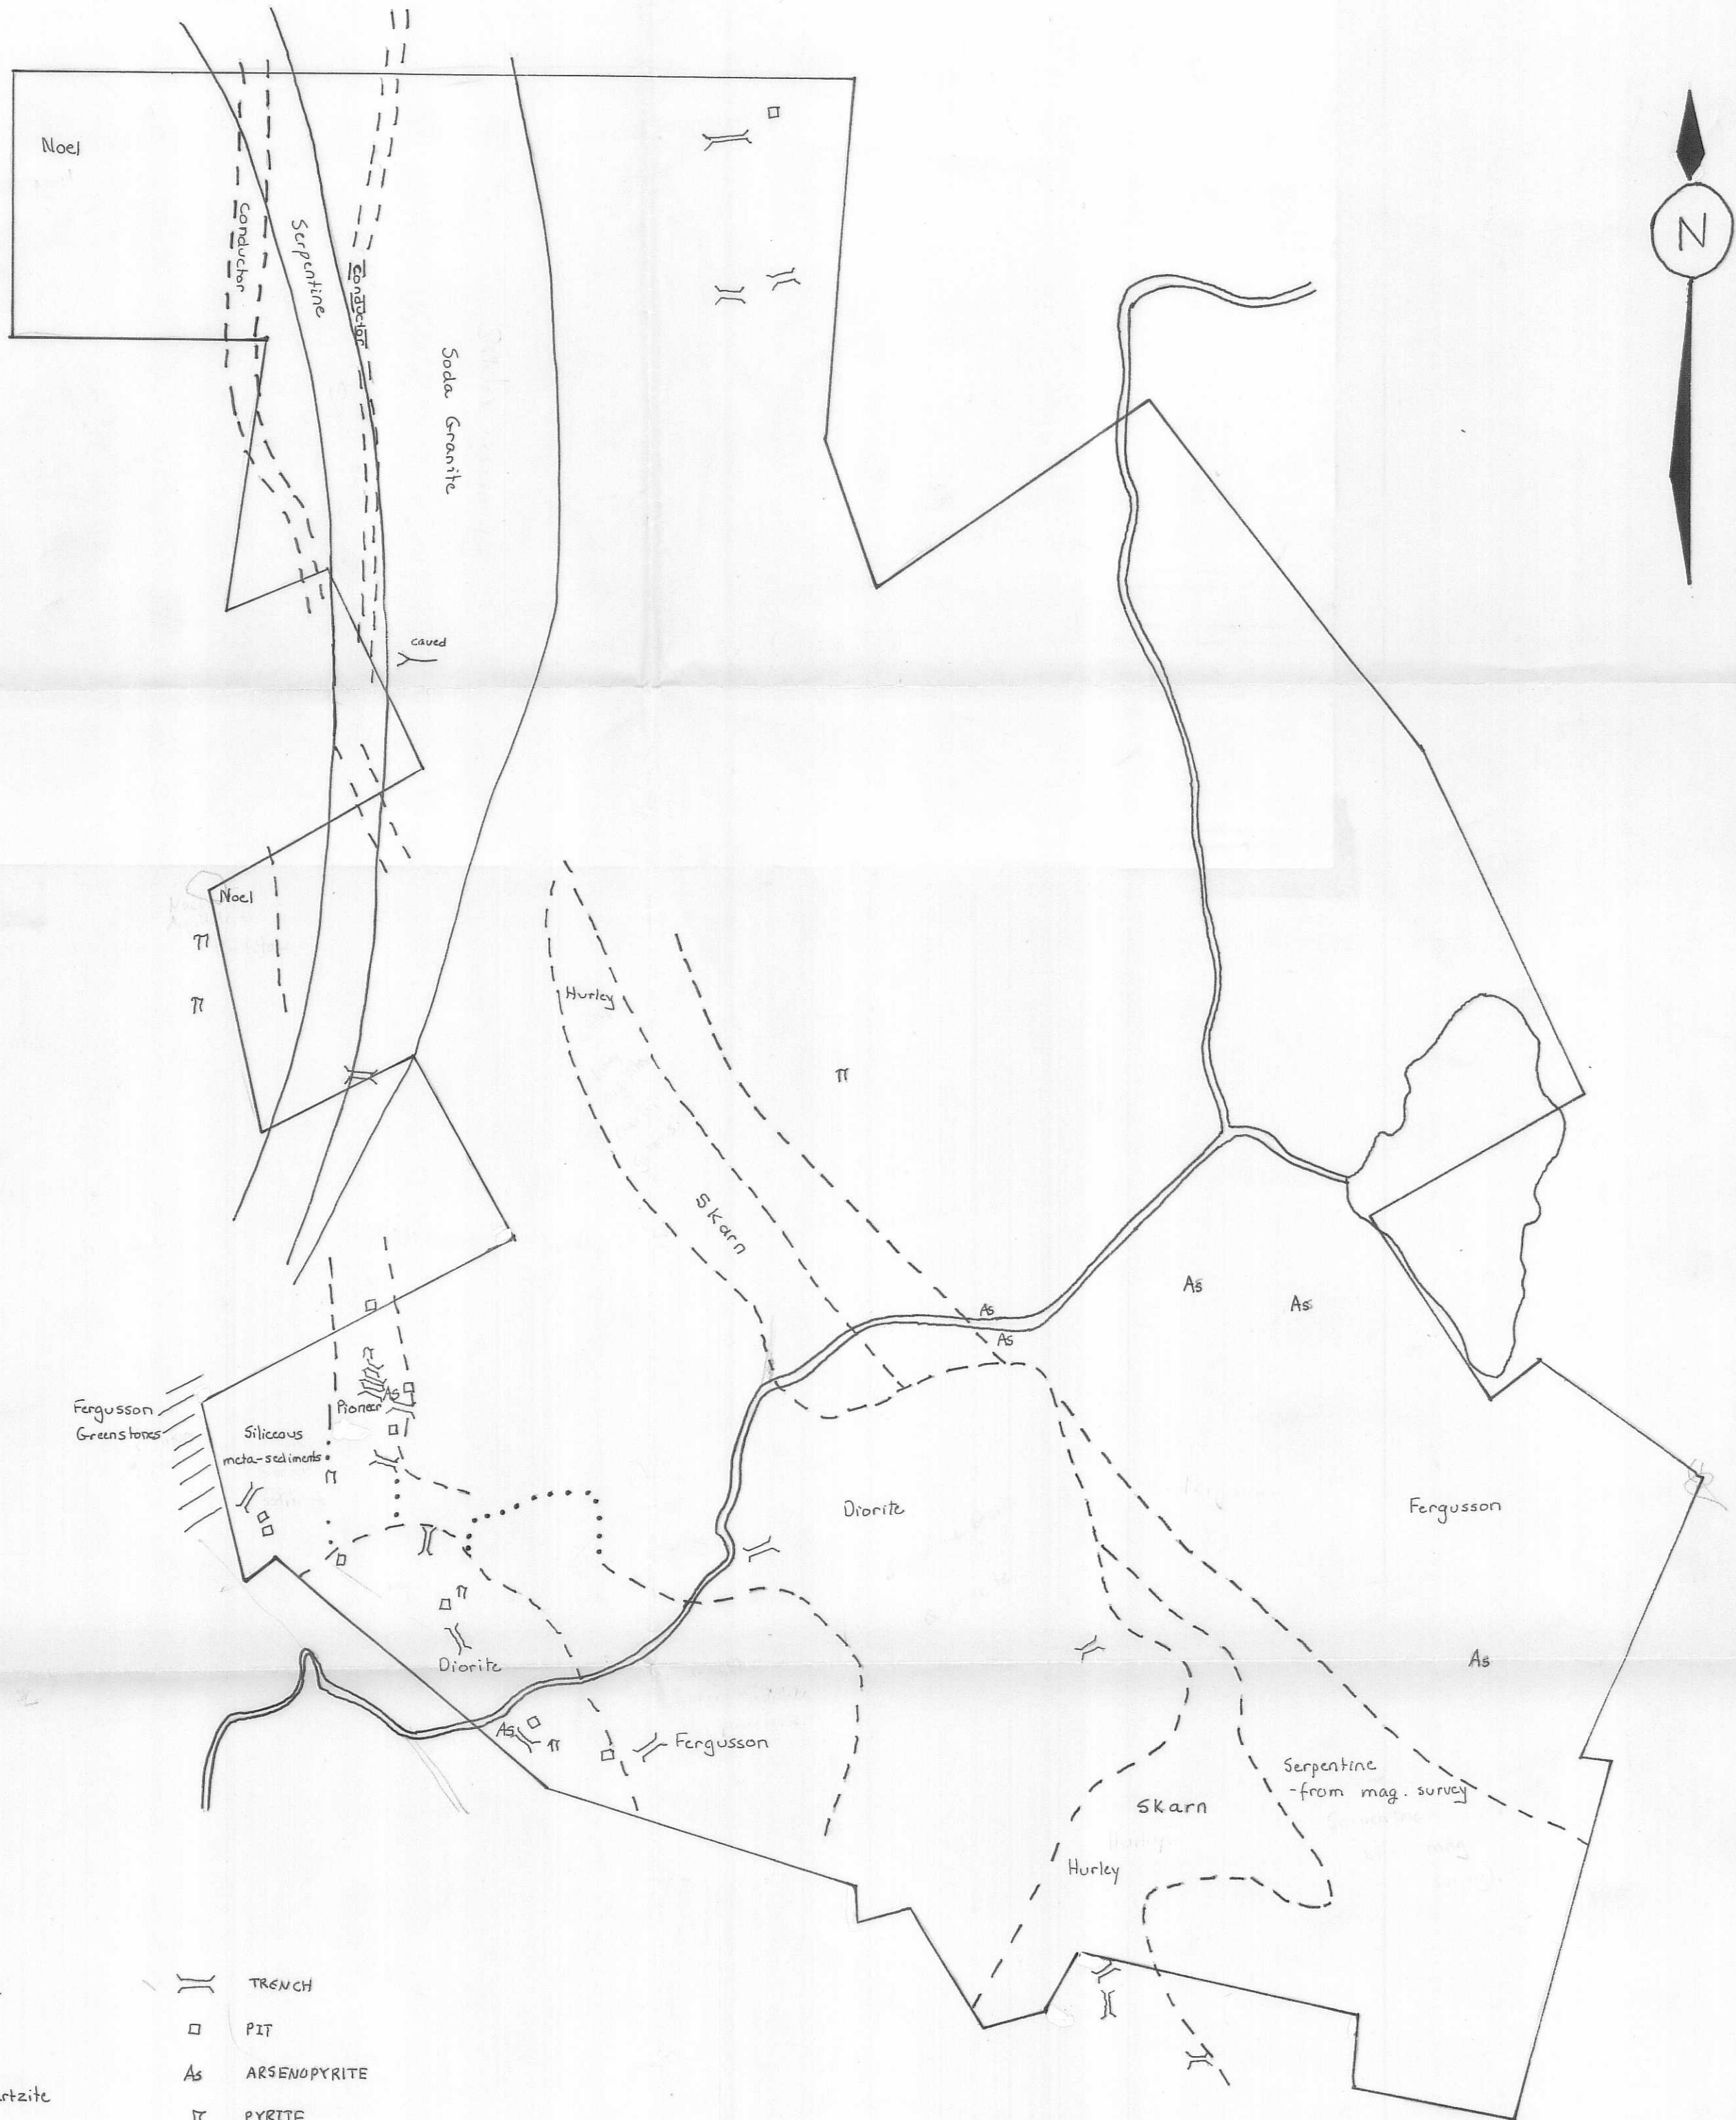 Noel
N
Conductor
Serpentine
Conductor
Soda Granite
caved
Noel
Hurley
Skarn
As
As
As
As
As
Pioneer
Fergusson
Greenstones
Siliceous
meta-sediments
Diorite
Fergusson
As
Diorite
As
Fergusson
Serpentine
-from mag. survey
Skarn
Hurley
TRENCH
PIT
As ARSENOPYRITE
rtzite
PYRITE